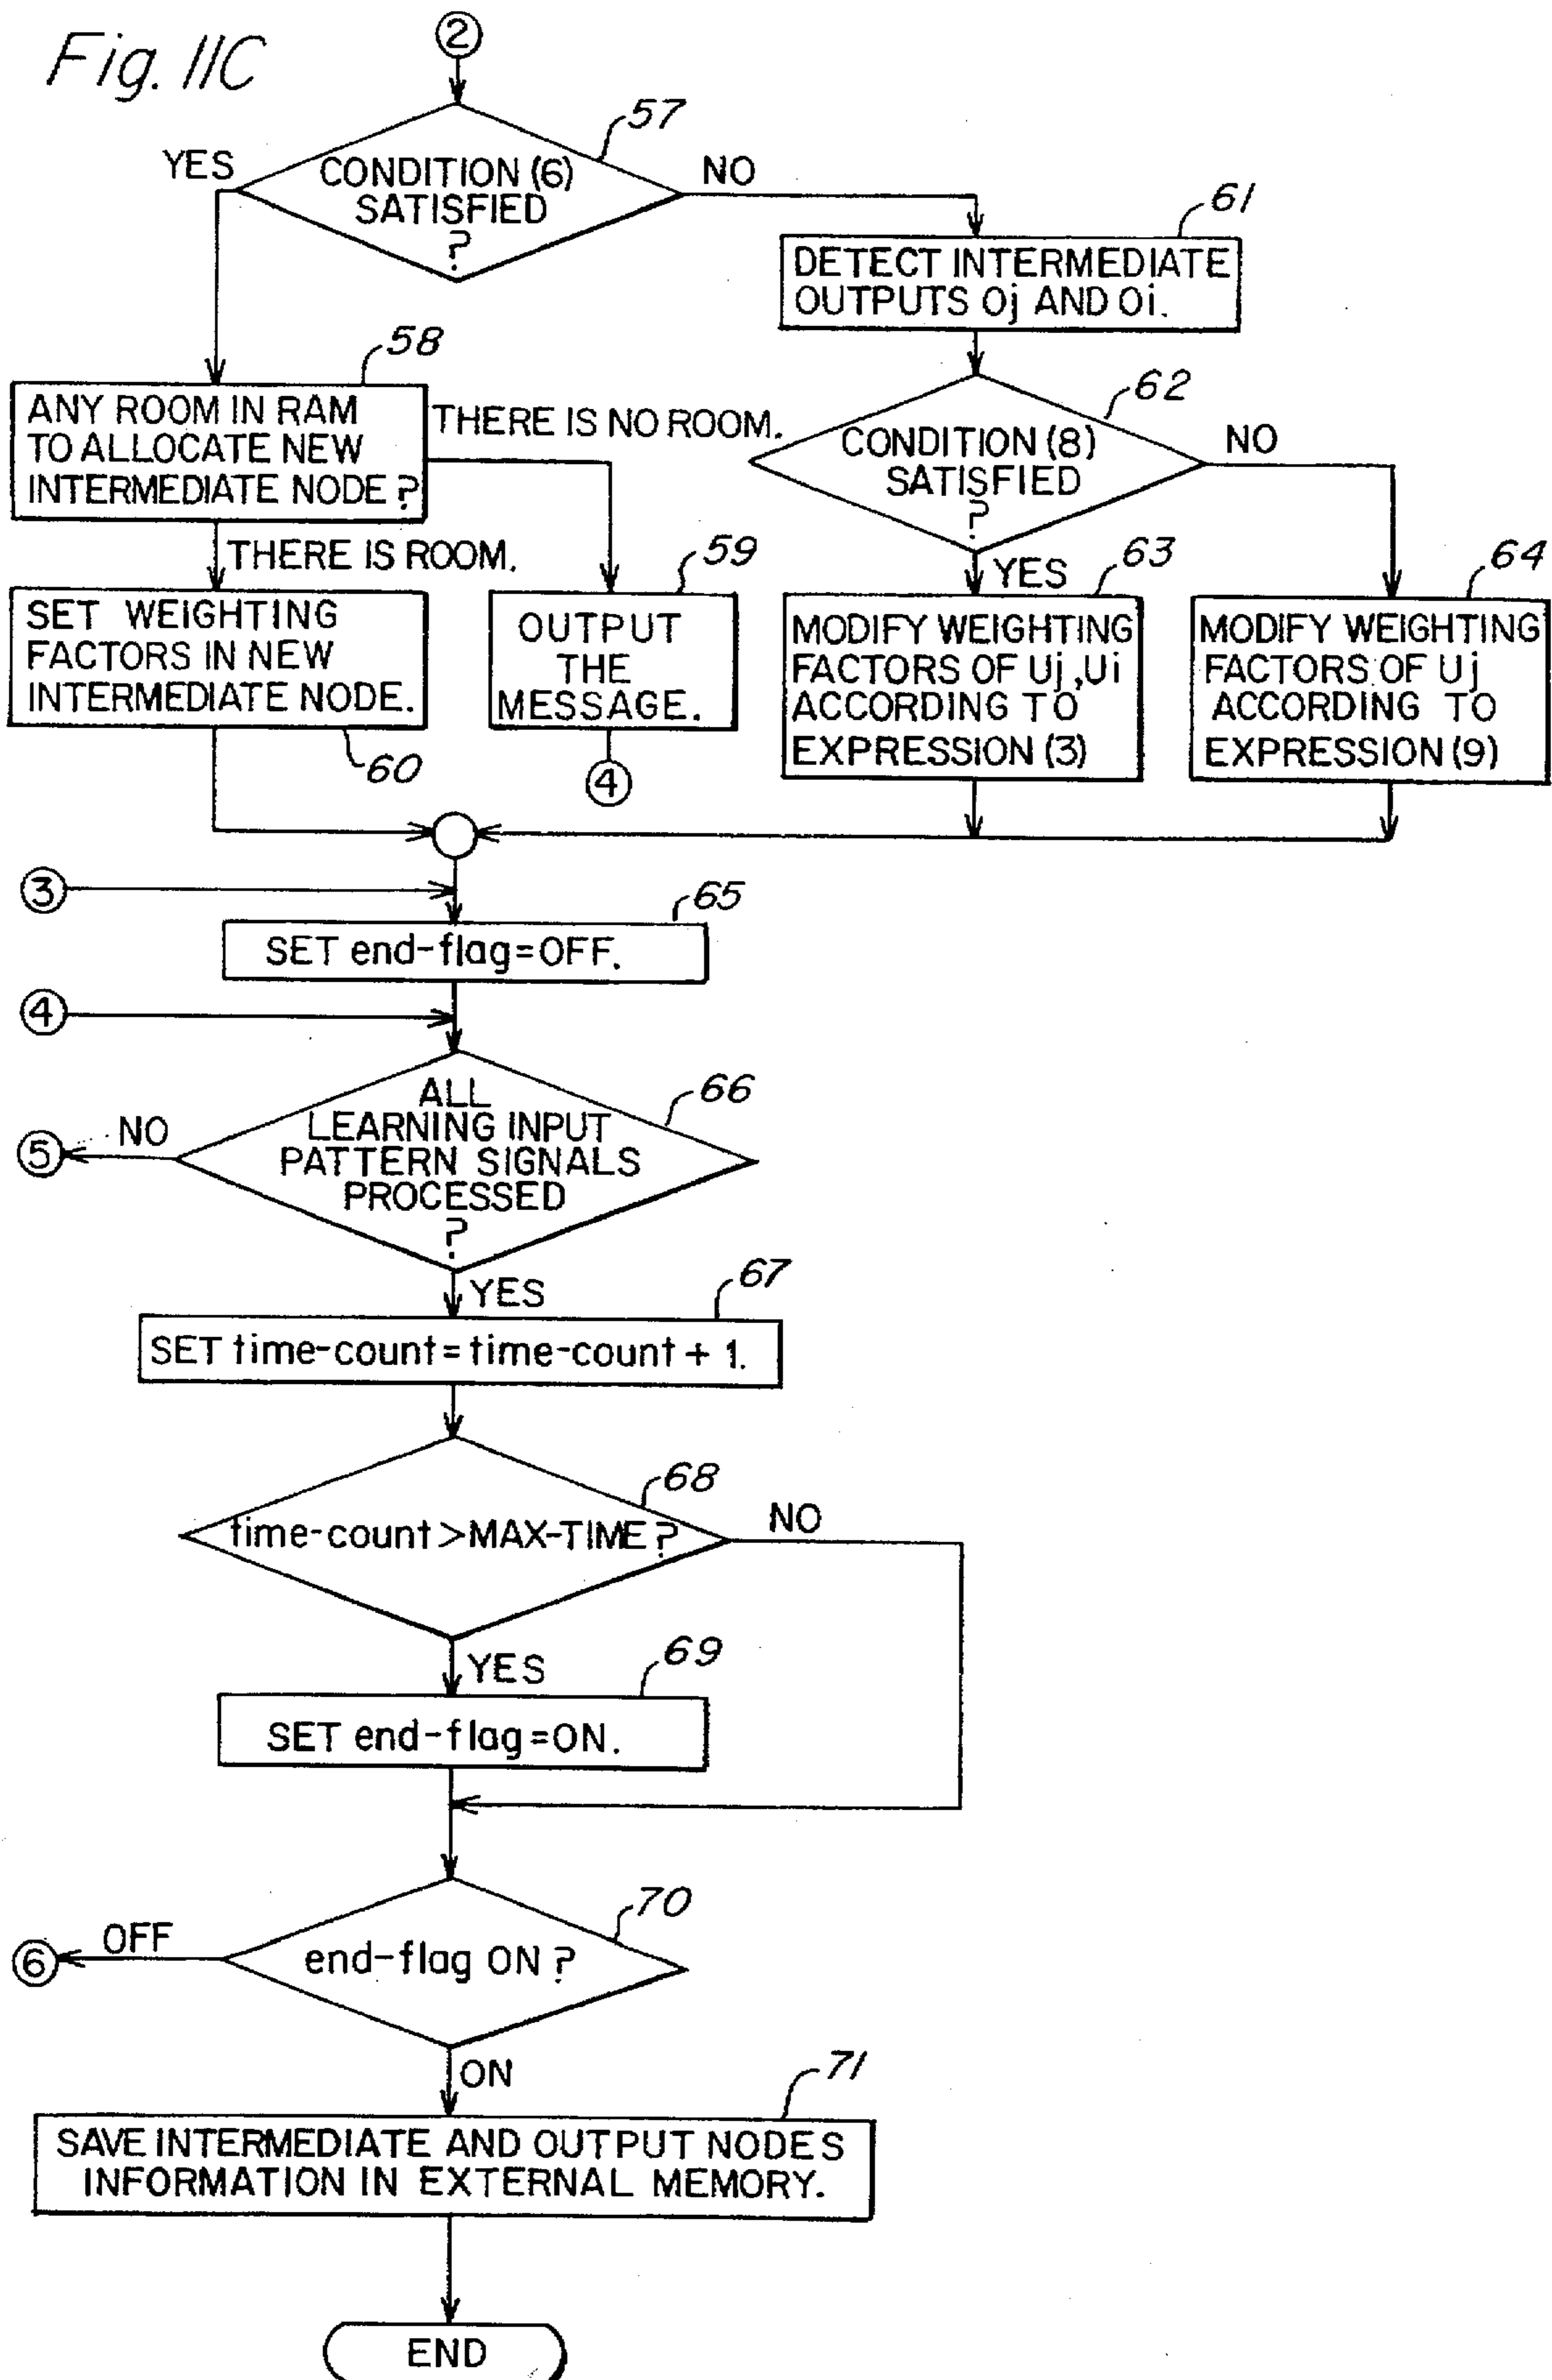 Fig. 11C
2
57
YES
CONDITION (6)
SATISFIED
?
NO
61
DETECT INTERMEDIATE
OUTPUTS Oj AND Oi.
58
ANY ROOM IN RAM
TO ALLOCATE NEW
INTERMEDIATE NODE ?
THERE IS NO ROOM.
62
CONDITION (8)
SATISFIED
?
NO
THERE IS ROOM.
59
YES
63
64
SET WEIGHTING
FACTORS IN NEW
INTERMEDIATE NODE.
60
OUTPUT
THE
MESSAGE.
4
MODIFY WEIGHTING
FACTORS OF Uj ,Ui
ACCORDING TO
EXPRESSION (3)
MODIFY WEIGHTING
FACTORS OF Uj
ACCORDING TO
EXPRESSION (9)
3
65
SET end-flag=OFF.
4
66
ALL
LEARNING INPUT
PATTERN SIGNALS
PROCESSED
?
NO
5
YES
67
SET time-count=time-count + 1.
68
time-count >MAX-TIME ?
NO
YES
69
SET end-flag=ON.
70
end-flag ON ?
OFF
6
ON
71
SAVE INTERMEDIATE AND OUTPUT NODES
INFORMATION IN EXTERNAL MEMORY.
END